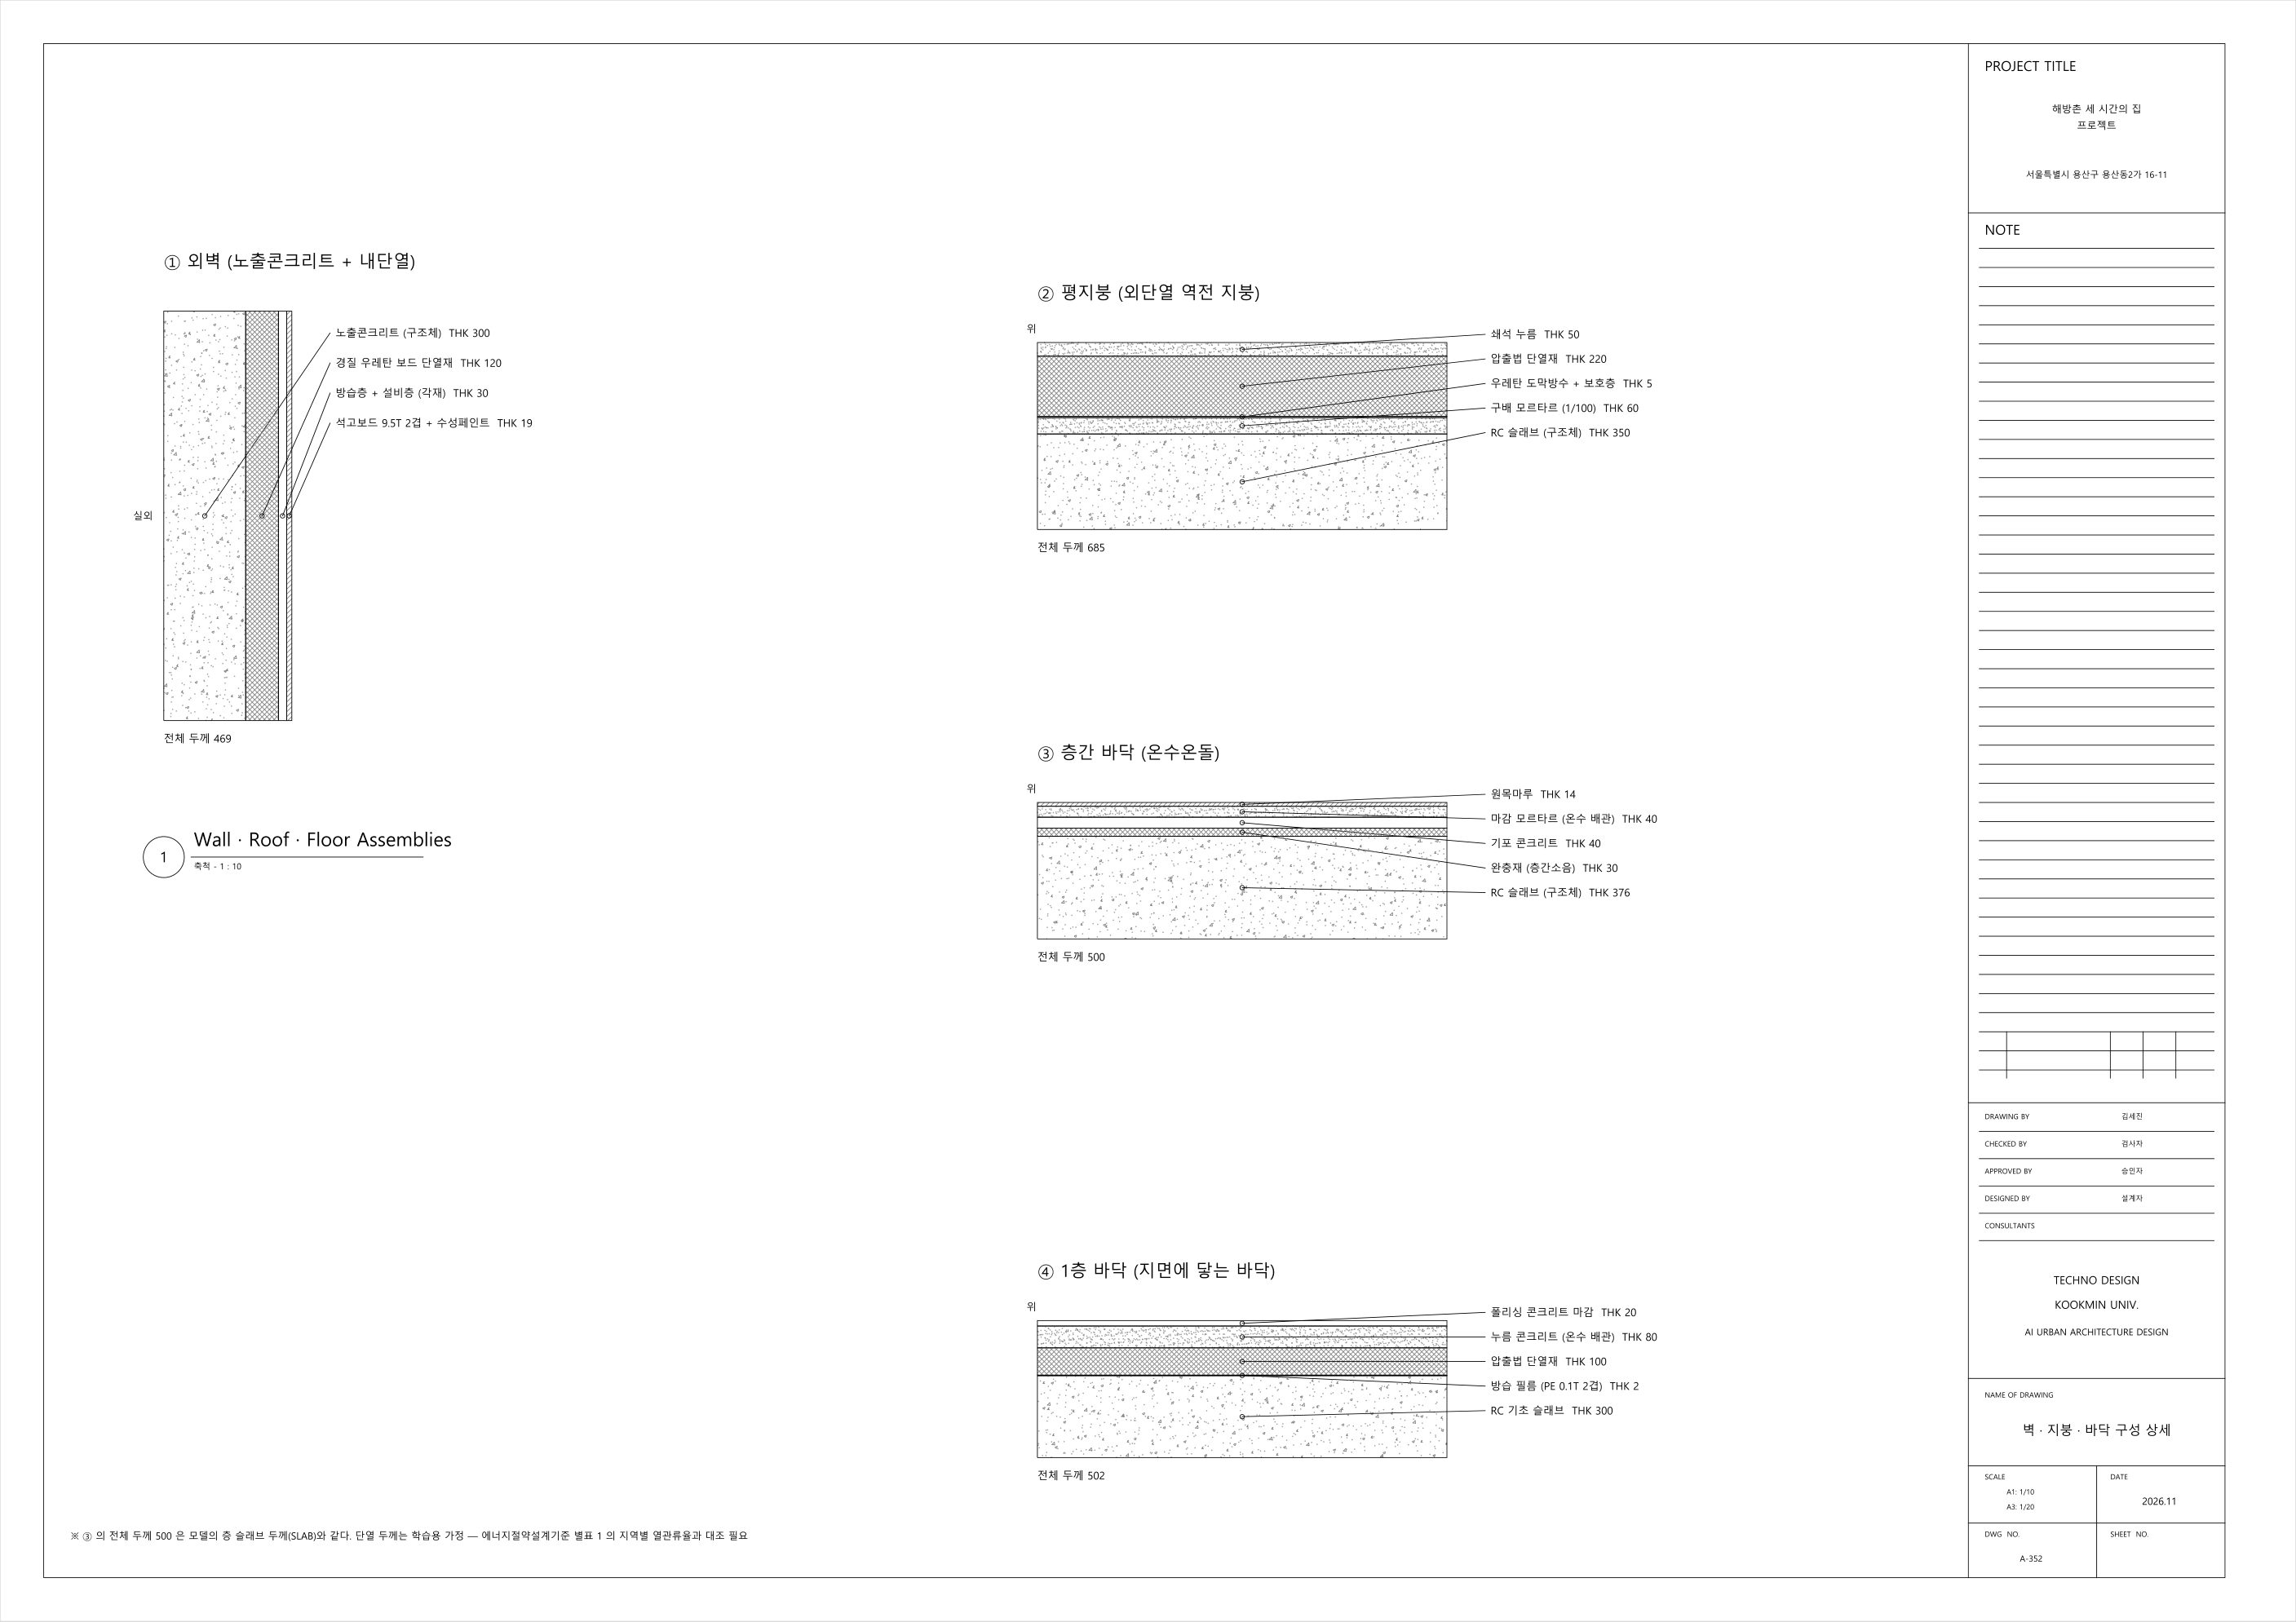 ① 외벽 (노출콘크리트 + 내단열)
노출콘크리트 (구조체) THK 300
경질 우레탄 보드 단열재 THK 120
방습층 + 설비층 (각재) THK 30
석고보드 9.5T 2겹 + 수성페인트 THK 19
실외
전체 두께 469
1
Wall · Roof · Floor Assemblies
축척 - 1 : 10
② 평지붕 (외단열 역전 지붕)
위
쇄석 누름 THK 50
압출법 단열재 THK 220
우레탄 도막방수 + 보호층 THK 5
구배 모르타르 (1/100) THK 60
RC 슬래브 (구조체) THK 350
전체 두께 685
③ 층간 바닥 (온수온돌)
위
원목마루 THK 14
마감 모르타르 (온수 배관) THK 40
기포 콘크리트 THK 40
완충재 (층간소음) THK 30
RC 슬래브 (구조체) THK 376
전체 두께 500
④ 1층 바닥 (지면에 닿는 바닥)
위
폴리싱 콘크리트 마감 THK 20
누름 콘크리트 (온수 배관) THK 80
압출법 단열재 THK 100
방습 필름 (PE 0.1T 2겹) THK 2
RC 기초 슬래브 THK 300
전체 두께 502
※ ③ 의 전체 두께 500 은 모델의 층 슬래브 두께(SLAB)와 같다. 단열 두께는 학습용 가정 — 에너지절약설계기준 별표 1 의 지역별 열관류율과 대조 필요
PROJECT TITLE
해방촌 세 시간의 집
프로젝트
서울특별시 용산구 용산동2가 16-11
NOTE
DRAWING BY 김세진
CHECKED BY 검사자
APPROVED BY 승인자
DESIGNED BY 설계자
CONSULTANTS
TECHNO DESIGN
KOOKMIN UNIV.
AI URBAN ARCHITECTURE DESIGN
NAME OF DRAWING
벽 · 지붕 · 바닥 구성 상세
SCALE
A1: 1/10
A3: 1/20
DATE
2026.11
DWG NO.
A-352
SHEET NO.